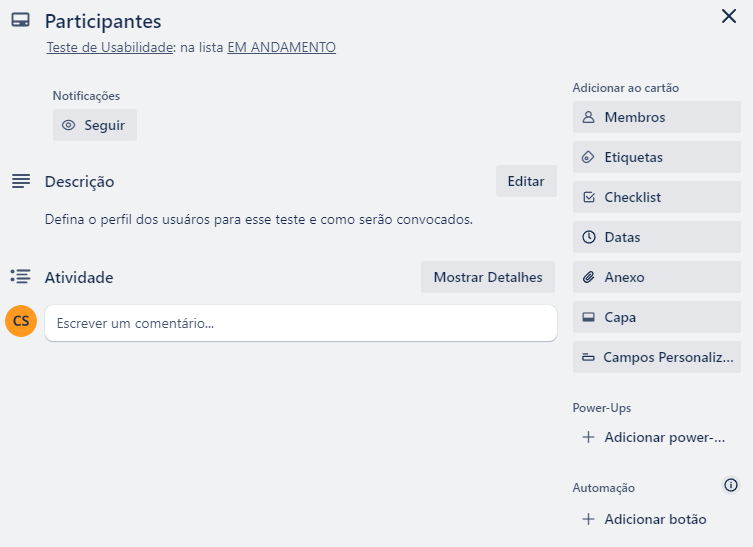 Participantes
Teste de Usabilidade: na lista EM ANDAMENTO
Notificações
Seguir
Descrição
Editar
Defina o perfil dos usuáros para esse teste e como serão convocados.
Atividade
Mostrar Detalhes
CS
Escrever um comentário...
Adicionar ao cartão
Membros
Etiquetas
Checklist
Datas
Anexo
Capa
Campos Personaliz...
Power-Ups
Adicionar power-...
Automação
Adicionar botão